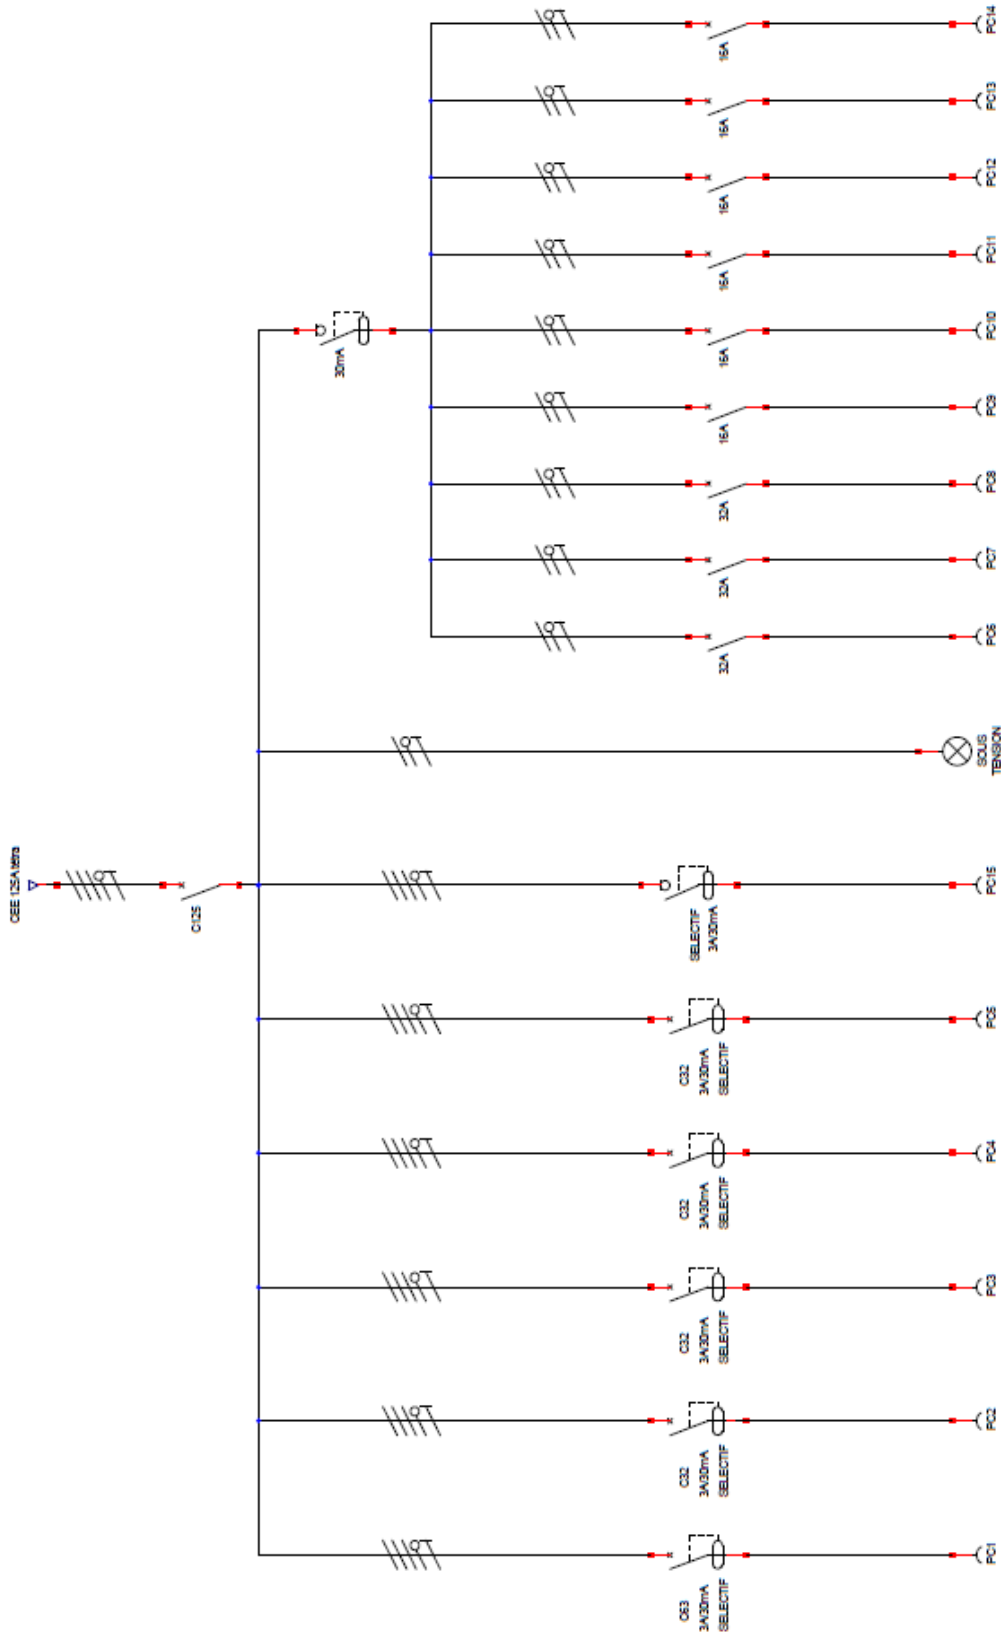 CEE 125A tétra
C125
30mA
C63
3A/30mA
SELECTIF
C32
3A/30mA
SELECTIF
C32
3A/30mA
SELECTIF
C32
3A/30mA
SELECTIF
C32
3A/30mA
SELECTIF
SELECTIF
3A/30mA
32A
32A
32A
16A
16A
16A
16A
16A
16A
PC1
PC2
PC3
PC4
PC5
PC15
SOUS
TENSION
PC6
PC7
PC8
PC9
PC10
PC11
PC12
PC13
PC14